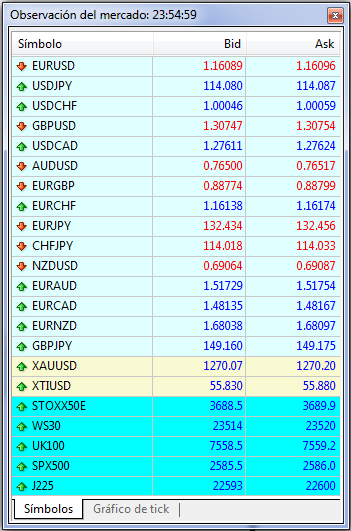 Observación del mercado: 23:54:59
Símbolo Bid Ask
EURUSD 1.16089 1.16096
USDJPY 114.080 114.087
USDCHF 1.00046 1.00059
GBPUSD 1.30747 1.30754
USDCAD 1.27611 1.27624
AUDUSD 0.76500 0.76517
EURGBP 0.88774 0.88799
EURCHF 1.16138 1.16174
EURJPY 132.434 132.456
CHFJPY 114.018 114.033
NZDUSD 0.69064 0.69087
EURAUD 1.51729 1.51754
EURCAD 1.48135 1.48167
EURNZD 1.68038 1.68097
GBPJPY 149.160 149.175
XAUUSD 1270.07 1270.20
XTIUSD 55.830 55.880
STOXX50E 3688.5 3689.9
WS30 23514 23520
UK100 7558.5 7559.2
SPX500 2585.5 2586.0
J225 22593 22600
Símbolos Gráfico de tick